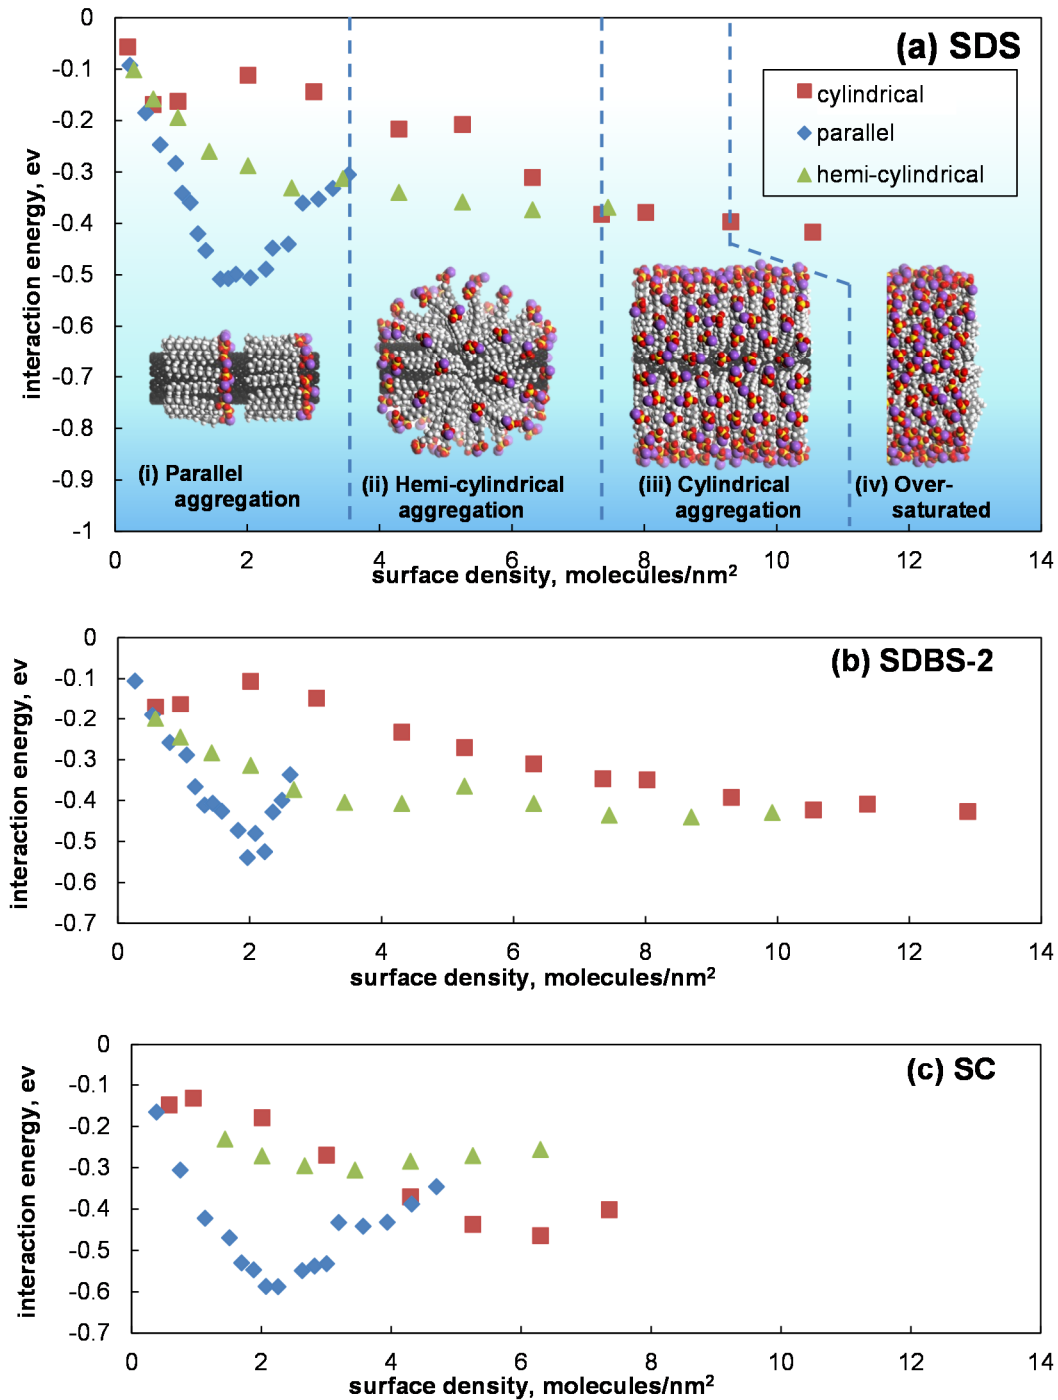 (a) SDS
cylindrical
parallel
hemi-cylindrical
0
-0.1
-0.2
-0.3
-0.4
-0.5
-0.6
-0.7
-0.8
-0.9
-1
interaction energy, ev
(i) Parallel
aggregation
(ii) Hemi-cylindrical
aggregation
(iii) Cylindrical
aggregation
(iv) Over-
saturated
0 2 4 6 8 10 12 14
surface density, molecules/nm²
(b) SDBS-2
0
-0.1
-0.2
-0.3
-0.4
-0.5
-0.6
-0.7
interaction energy, ev
0 2 4 6 8 10 12 14
surface density, molecules/nm²
(c) SC
0
-0.1
-0.2
-0.3
-0.4
-0.5
-0.6
-0.7
interaction energy, ev
0 2 4 6 8 10 12 14
surface density, molecules/nm²